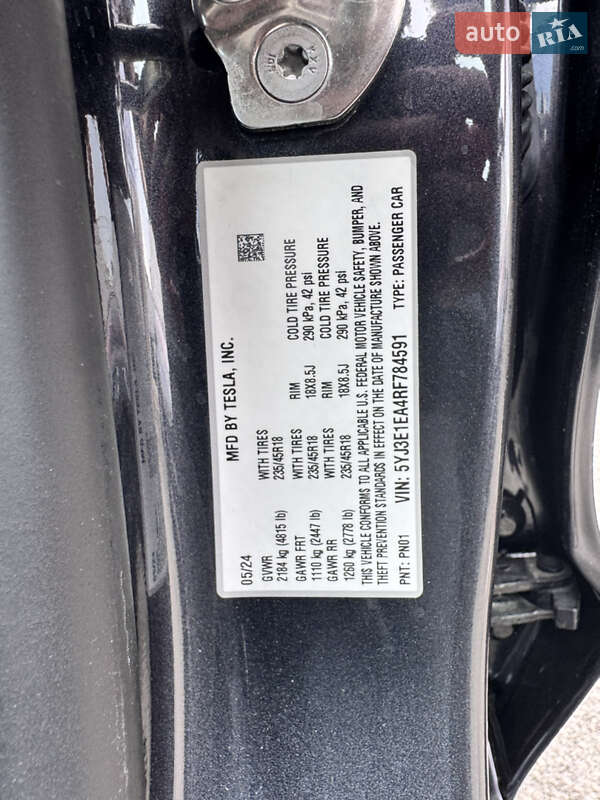 auto RIA .com
MFD BY TESLA, INC.
05/24
GVWR WITH TIRES
2184 kg (4815 lb) 235/45R18
GAWR FRT WITH TIRES RIM COLD TIRE PRESSURE
1110 kg (2447 lb) 235/45R18 18X8.5J 290 kPa, 42 psi
GAWR RR WITH TIRES RIM COLD TIRE PRESSURE
1260 kg (2778 lb) 235/45R18 18X8.5J 290 kPa, 42 psi
THIS VEHICLE CONFORMS TO ALL APPLICABLE U.S. FEDERAL MOTOR VEHICLE SAFETY, BUMPER, AND
THEFT PREVENTION STANDARDS IN EFFECT ON THE DATE OF MANUFACTURE SHOWN ABOVE.
PNT: PN01 VIN: 5YJ3E1EA4RF784591 TYPE: PASSENGER CAR